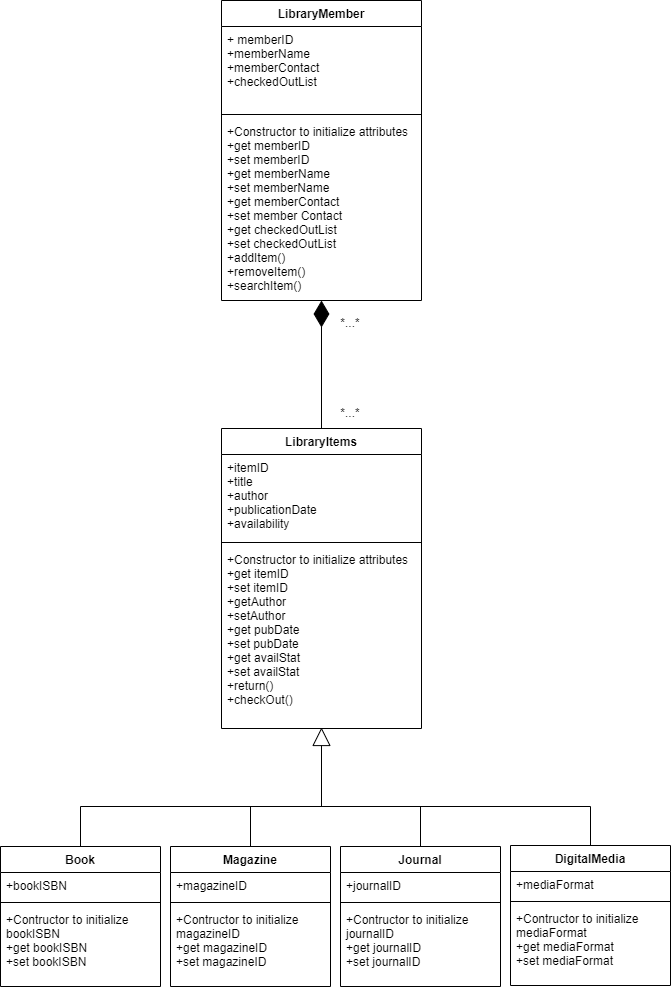 LibraryMember
+ memberID
+memberName
+memberContact
+checkedOutList
+Constructor to initialize attributes
+get memberID
+set memberID
+get memberName
+set memberName
+get memberContact
+set member Contact
+get checkedOutList
+set checkedOutList
+addItem()
+removeItem()
+searchItem()
*...*
*...*
LibraryItems
+itemID
+title
+author
+publicationDate
+availability
+Constructor to initialize attributes
+get itemID
+set itemID
+getAuthor
+setAuthor
+get pubDate
+set pubDate
+get availStat
+set availStat
+return()
+checkOut()
Book
+bookISBN
+Contructor to initialize
bookISBN
+get bookISBN
+set bookISBN
Magazine
+magazineID
+Contructor to initialize
magazineID
+get magazineID
+set magazineID
Journal
+journalID
+Contructor to initialize
journalID
+get journalID
+set journalID
DigitalMedia
+mediaFormat
+Contructor to initialize
mediaFormat
+get mediaFormat
+set mediaFormat